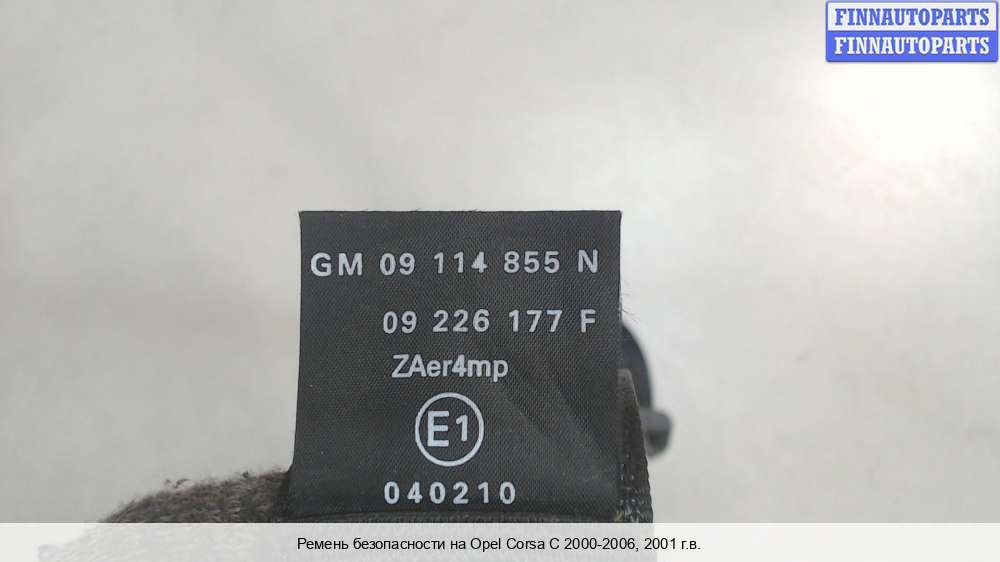 FINNAUTOPARTS
FINNAUTOPARTS
GM 09 114 855 N
09 226 177 F
ZAer4mp
E1
040210
Ремень безопасности на Opel Corsa C 2000-2006, 2001 г.в.